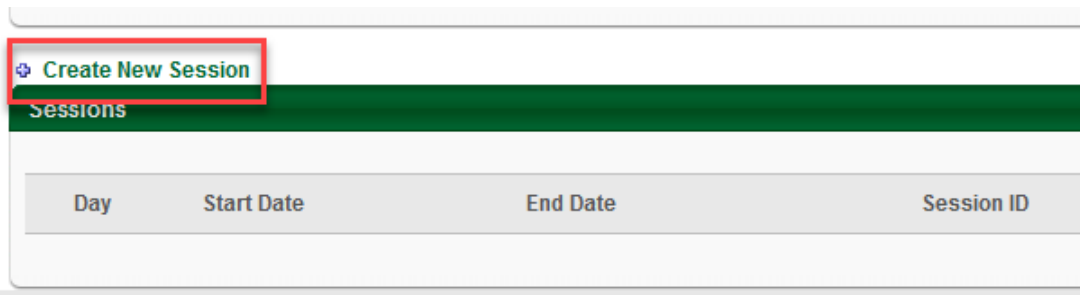 Create New Session
Sessions
Day Start Date End Date Session ID